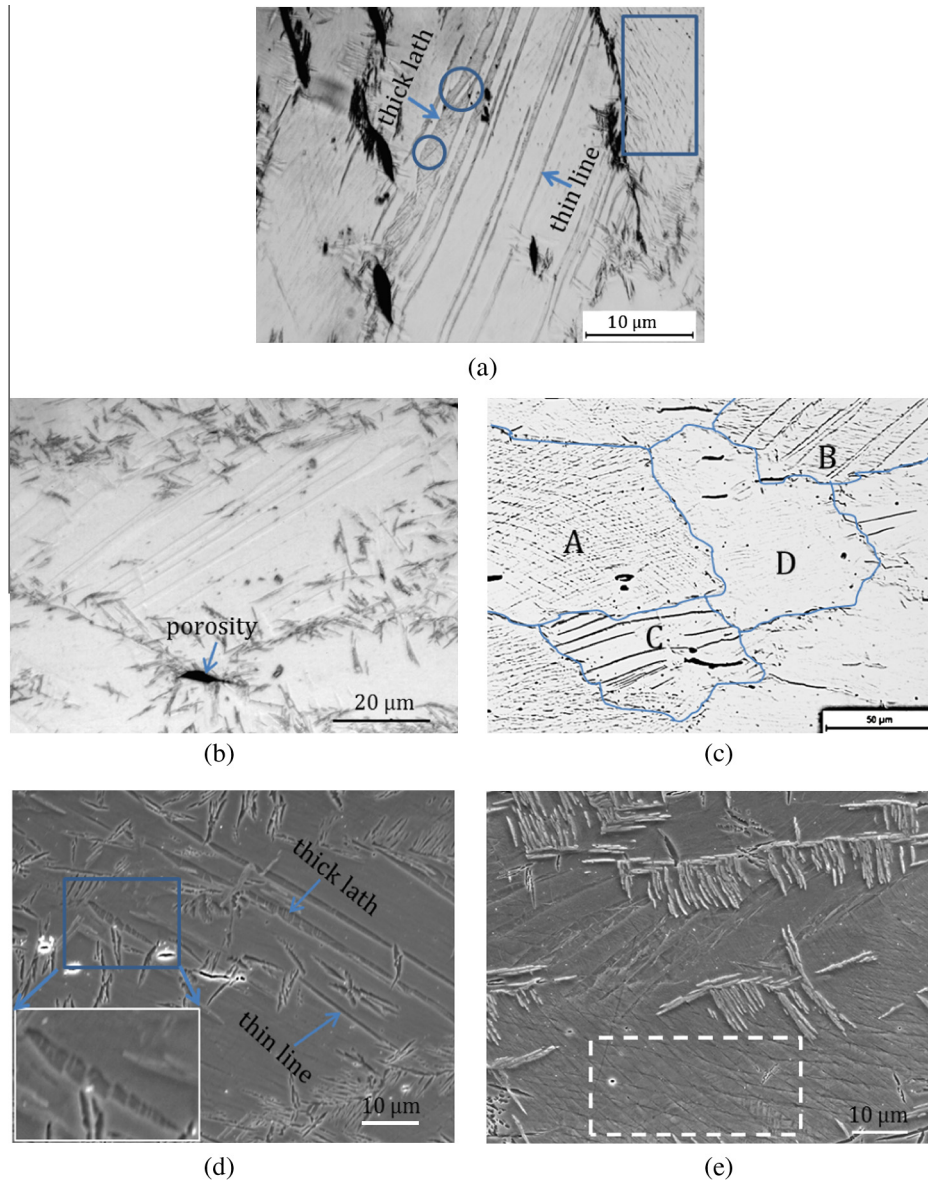 thick lath
thin line
10 µm
(a)
porosity
20 µm
(b)
A
B
C
D
50 µm
(c)
thick lath
thin line
10 µm
(d)
10 µm
(e)